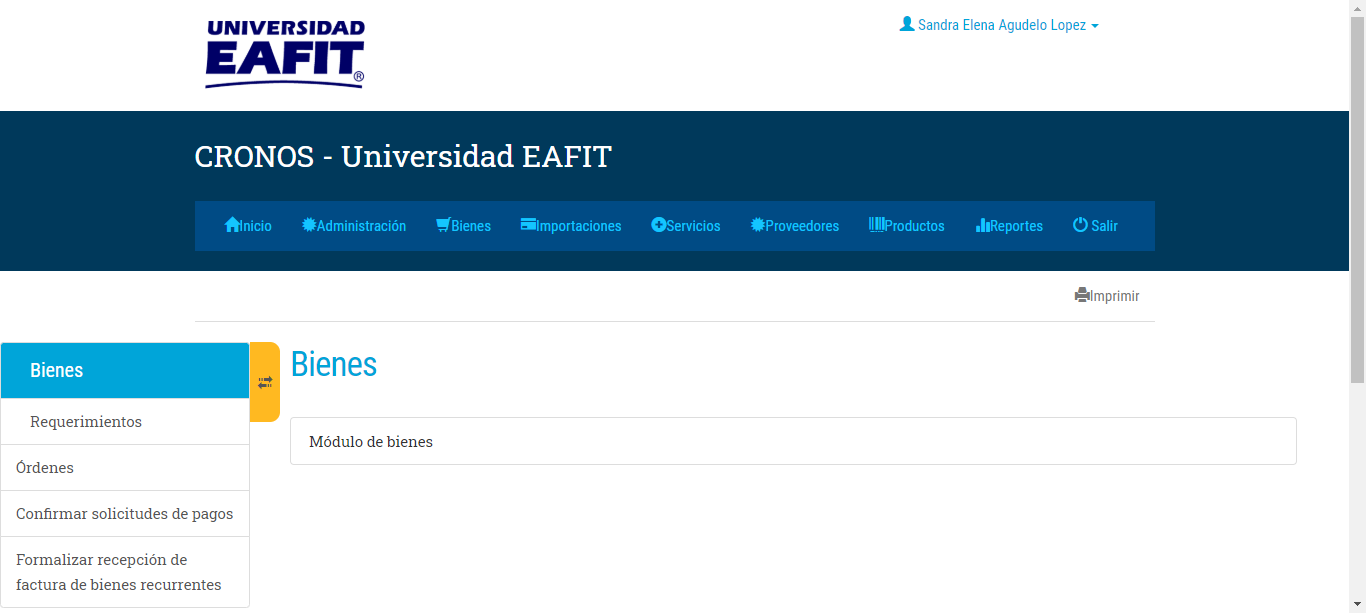 UNIVERSIDAD
EAFIT®
Sandra Elena Agudelo Lopez
CRONOS - Universidad EAFIT
Inicio Administración Bienes Importaciones Servicios Proveedores Productos Reportes Salir
Imprimir
Bienes
Requerimientos
Órdenes
Confirmar solicitudes de pagos
Formalizar recepción de
factura de bienes recurrentes
Bienes
Módulo de bienes